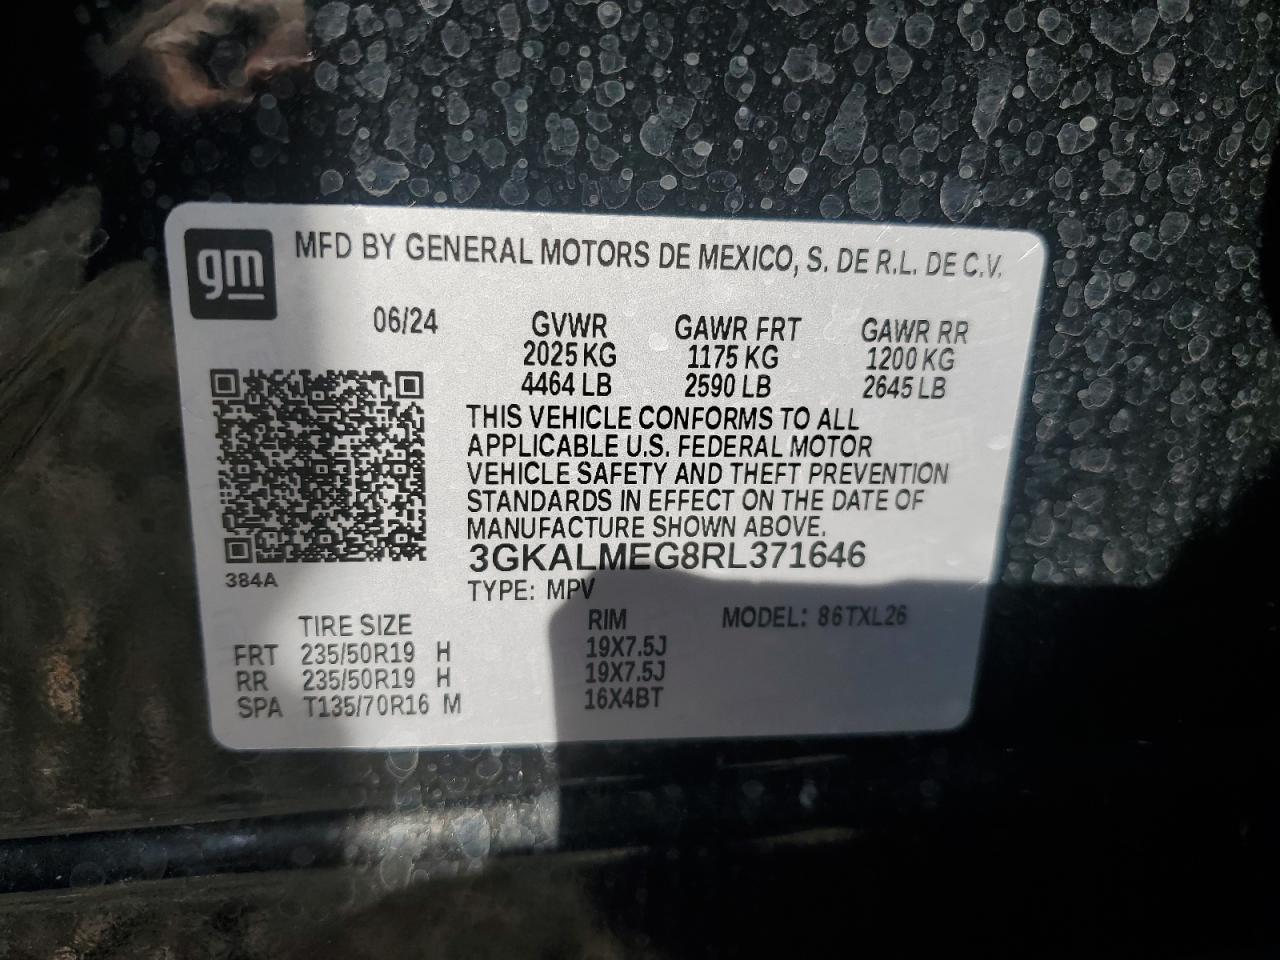 gm
MFD BY GENERAL MOTORS DE MEXICO, S. DE R.L. DE C.V.
06/24 GVWR GAWR FRT GAWR RR
2025 KG 1175 KG 1200 KG
4464 LB 2590 LB 2645 LB
THIS VEHICLE CONFORMS TO ALL
APPLICABLE U.S. FEDERAL MOTOR
VEHICLE SAFETY AND THEFT PREVENTION
STANDARDS IN EFFECT ON THE DATE OF
MANUFACTURE SHOWN ABOVE.
3GKALMEG8RL371646
384A
TYPE: MPV
TIRE SIZE RIM MODEL: 86TXL26
FRT 235/50R19 H 19X7.5J
RR 235/50R19 H 19X7.5J
SPA T135/70R16 M 16X4BT